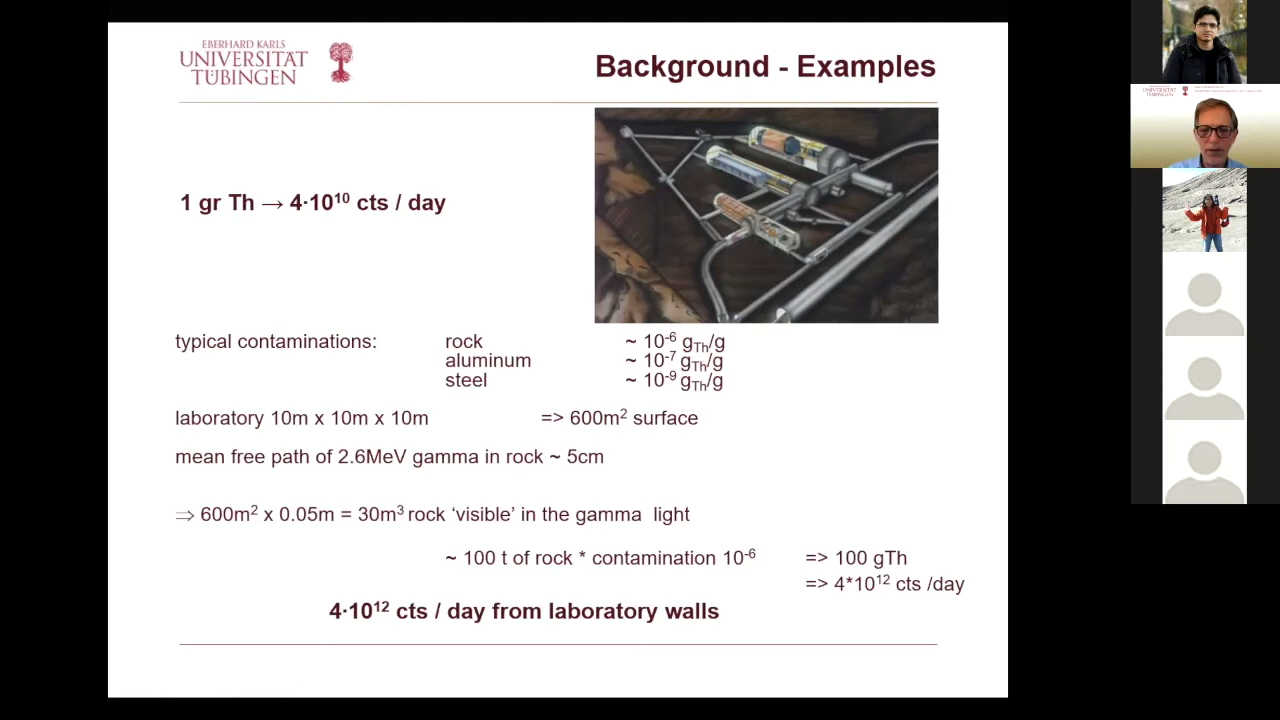 EBERHARD KARLS
UNIVERSITÄT
TÜBINGEN
Background - Examples
1 gr Th → 4·10¹⁰ cts / day
typical contaminations: rock ~ 10⁻⁶ g_Th/g
aluminum ~ 10⁻⁷ g_Th/g
steel ~ 10⁻⁹ g_Th/g
laboratory 10m x 10m x 10m => 600m² surface
mean free path of 2.6MeV gamma in rock ~ 5cm
⇒ 600m² x 0.05m = 30m³ rock ‘visible’ in the gamma light
~ 100 t of rock * contamination 10⁻⁶ => 100 gTh
=> 4*10¹² cts /day
4·10¹² cts / day from laboratory walls
UNIVERSITÄT
TÜBINGEN